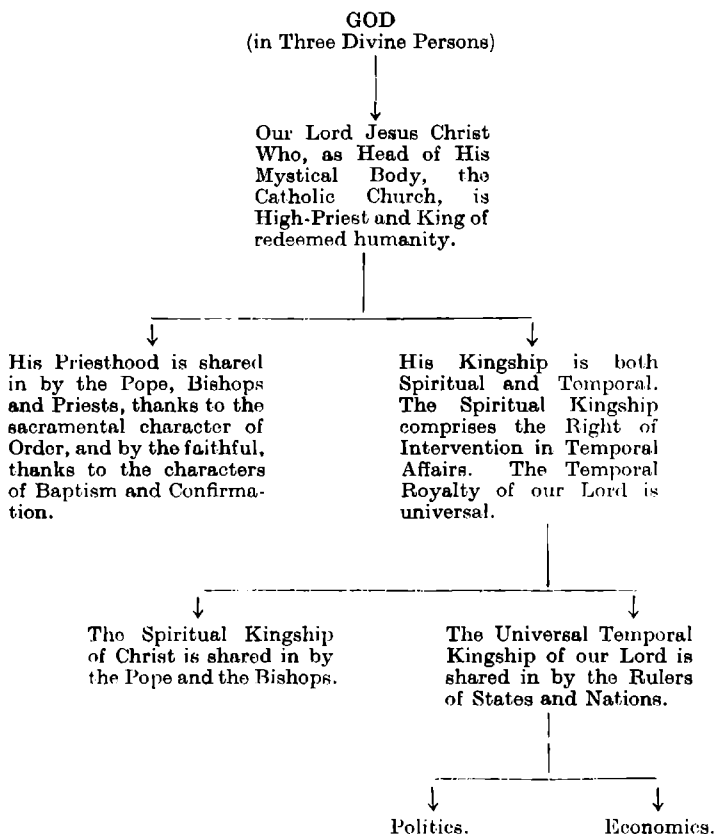 GOD
(in Three Divine Persons)
Our Lord Jesus Christ
Who, as Head of His
Mystical Body, the
Catholic Church, is
High-Priest and King of
redeemed humanity.
His Priesthood is shared
in by the Pope, Bishops
and Priests, thanks to the
sacramental character of
Order, and by the faithful,
thanks to the characters
of Baptism and Confirma-
tion.
His Kingship is both
Spiritual and Temporal.
The Spiritual Kingship
comprises the Right of
Intervention in Temporal
Affairs. The Temporal
Royalty of our Lord is
universal.
The Spiritual Kingship
of Christ is shared in by
the Pope and the Bishops.
The Universal Temporal
Kingship of our Lord is
shared in by the Rulers
of States and Nations.
Politics.
Economics.